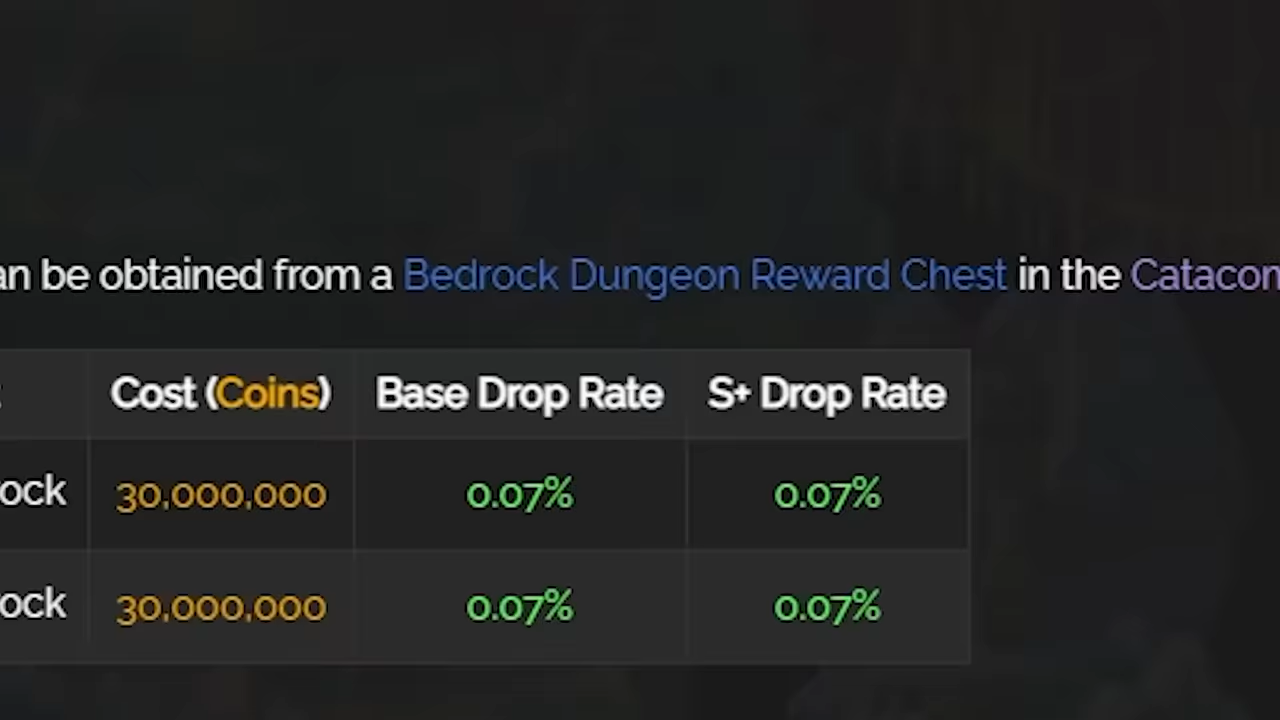 an be obtained from a Bedrock Dungeon Reward Chest in the Catacon
Cost (Coins) Base Drop Rate S+ Drop Rate
ock 30,000,000 0.07% 0.07%
ock 30,000,000 0.07% 0.07%